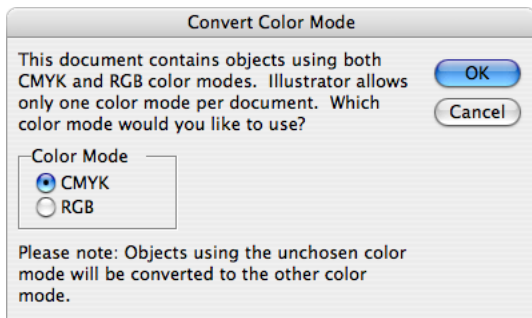 Convert Color Mode
This document contains objects using both
CMYK and RGB color modes.  Illustrator allows
only one color mode per document.  Which
color mode would you like to use?
OK
Cancel
Color Mode
CMYK
RGB
Please note: Objects using the unchosen color
mode will be converted to the other color
mode.